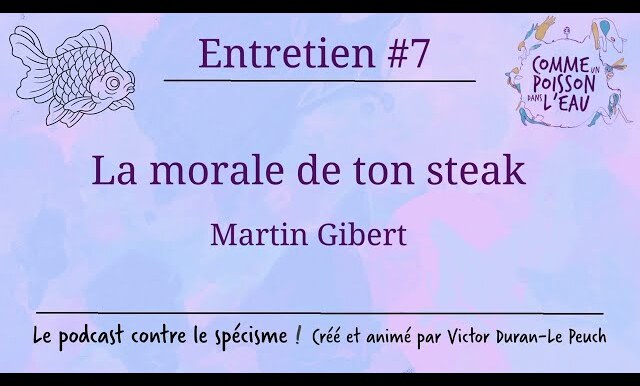 Entretien #7
COMME UN
POISSON
DANS L'EAU
La morale de ton steak
Martin Gibert
Le podcast contre le spécisme ! Créé et animé par Victor Duran-Le Peuch